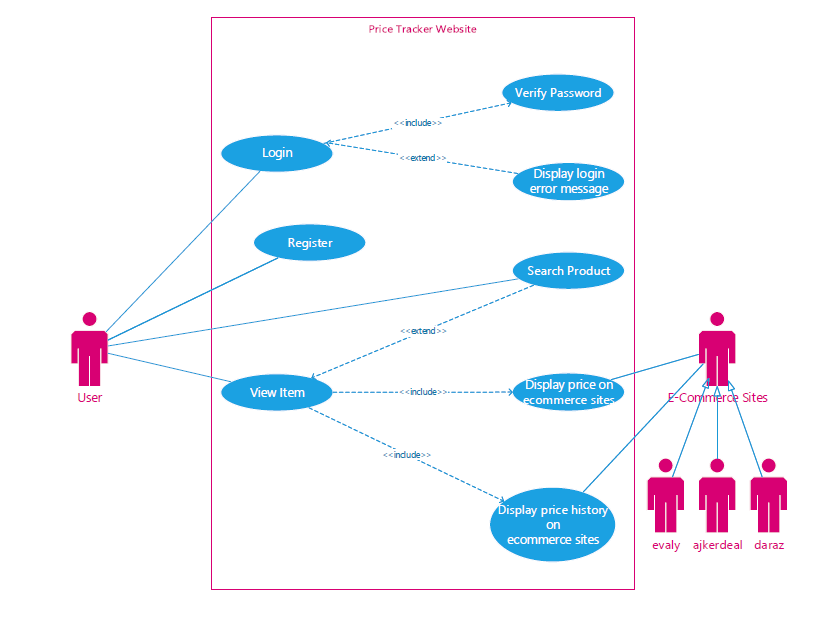 Price Tracker Website
Verify Password
<<include>>
Login
<<extend>>
Display login
error message
Register
Search Product
<<extend>>
User
View Item
<<include>>
Display price on
ecommerce sites
E-Commerce Sites
<<include>>
Display price history
on
ecommerce sites
evaly
ajkerdeal
daraz